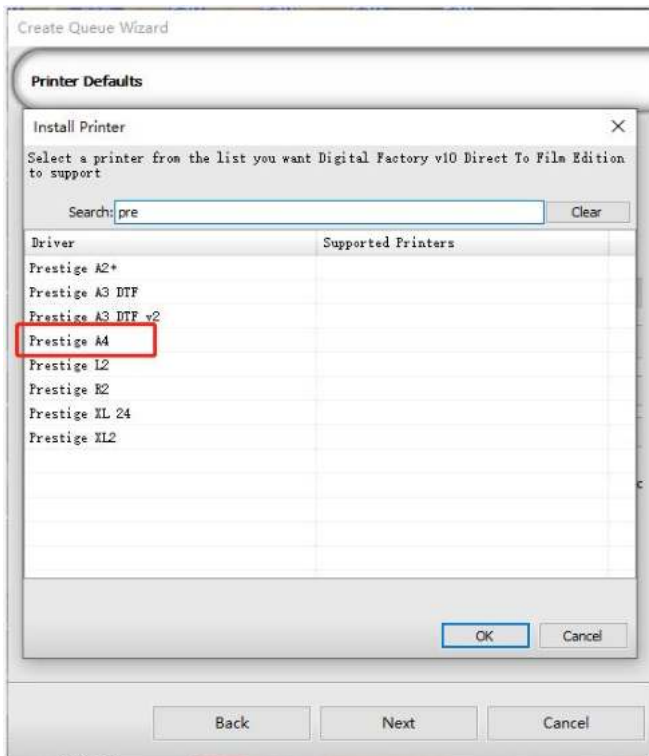 Create Queue Wizard
Printer Defaults
Install Printer
Select a printer from the list you want Digital Factory v10 Direct To Film Edition
to support
Search: pre Clear
Driver Supported Printers
Prestige A2+
Prestige A3 DTF
Prestige A3 DTF v2
Prestige A4
Prestige L2
Prestige R2
Prestige XL 24
Prestige XL2
OK Cancel
Back Next Cancel